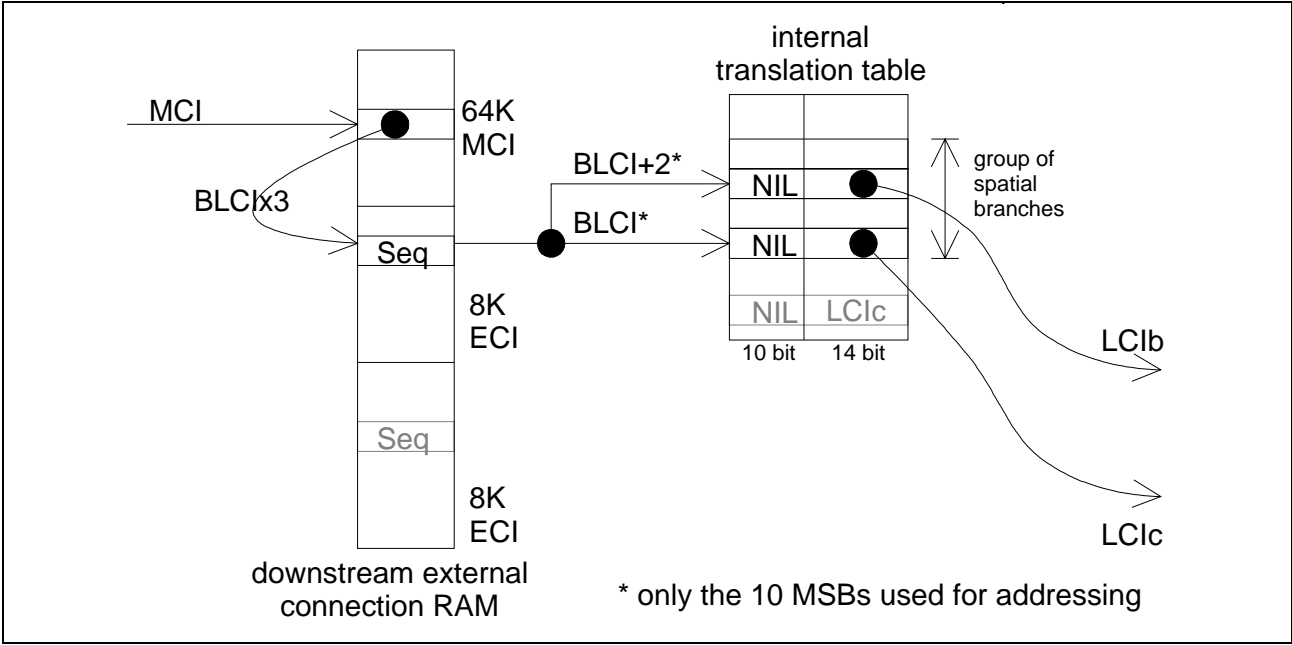 internal
translation table
MCI
64K
MCI
BLCIx3
BLCI+2*
BLCI*
NIL
NIL
group of
spatial
branches
Seq
8K
ECI
NIL
LCIc
10 bit
14 bit
LCIb
Seq
8K
ECI
LCIc
downstream external
connection RAM
* only the 10 MSBs used for addressing